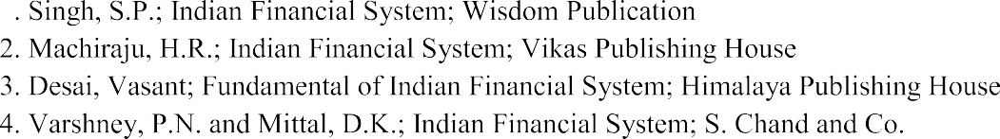 . Singh, S.P.; Indian Financial System; Wisdom Publication
2. Machiraju, H.R.; Indian Financial System; Vikas Publishing House
3. Desai, Vasant; Fundamental of Indian Financial System; Himalaya Publishing House
4. Varshney, P.N. and Mittal, D.K.; Indian Financial System; S. Chand and Co.